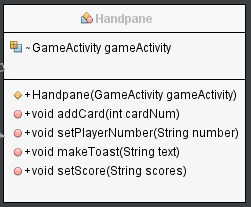 Handpane
~GameActivity gameActivity
+Handpane(GameActivity gameActivity)
+void addCard(int cardNum)
+void setPlayerNumber(String number)
+void makeToast(String text)
+void setScore(String scores)